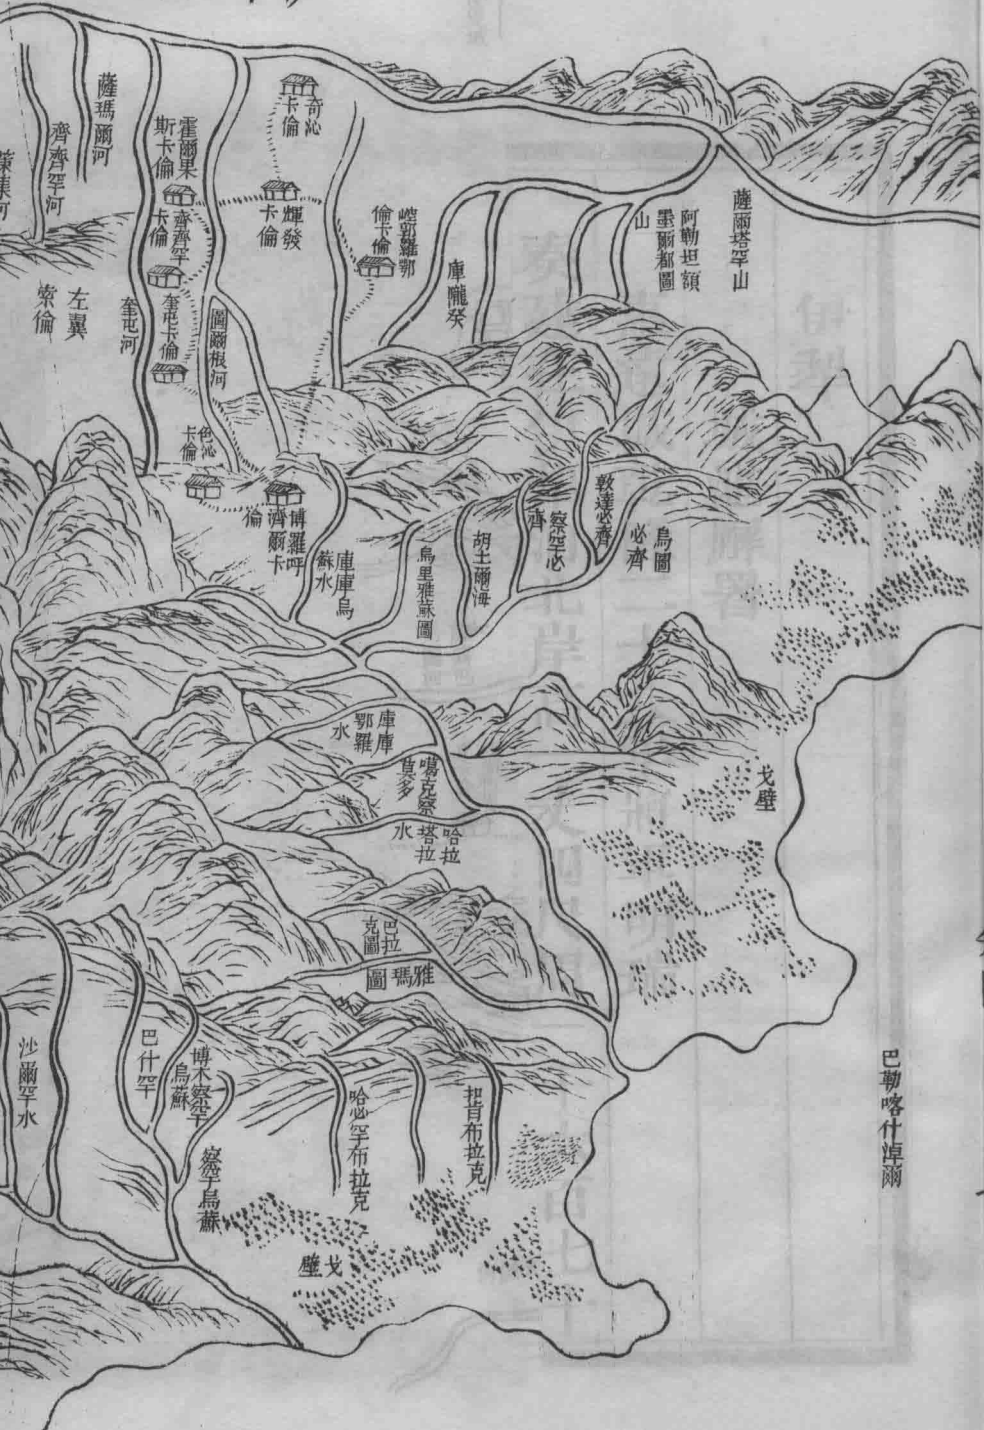 奇沁卡倫
薩瑪爾河
齊齊罕河
霍爾果斯卡倫
輝發卡倫
齊齊罕卡倫
崆郭羅鄂倫卡倫
薩爾塔罕山
阿勒坦額墨爾都圖山
庫隴癸
左翼索倫
奎屯河
奎屯卡倫
圖爾根河
色沁卡倫
博羅呼濟爾卡倫
庫庫烏蘇水
烏里雅蘇圖
胡土爾海
察罕必齊
敦達必齊
烏圖必齊
庫庫鄂羅水
噶克察莫多
哈拉塔拉水
戈壁
巴拉克圖
雅瑪圖
沙爾罕水
巴什罕
博木察罕烏蘇
察罕烏蘇
哈必罕布拉克
扣肯布拉克
戈壁
巴勒喀什淖爾